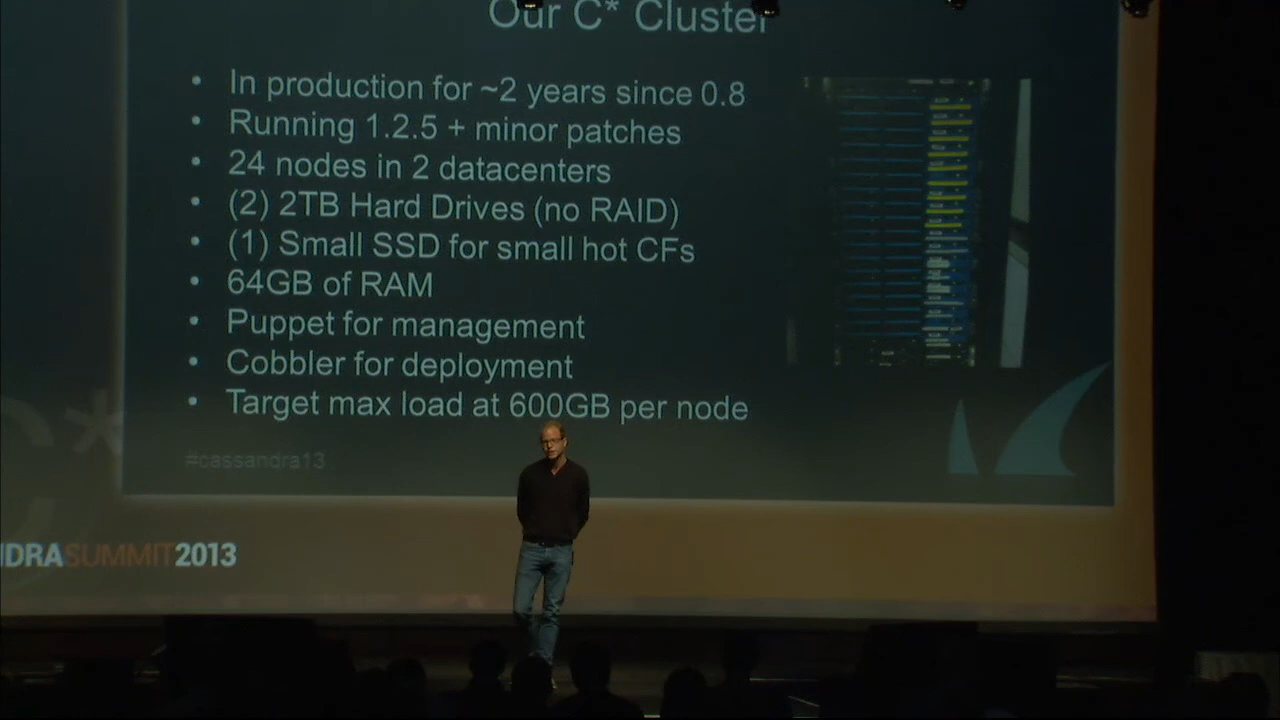 Our C* Cluster
• In production for ~2 years since 0.8
• Running 1.2.5 + minor patches
• 24 nodes in 2 datacenters
• (2) 2TB Hard Drives (no RAID)
• (1) Small SSD for small hot CFs
• 64GB of RAM
• Puppet for management
• Cobbler for deployment
• Target max load at 600GB per node
#cassandra13
C*
NDRASUMMIT2013